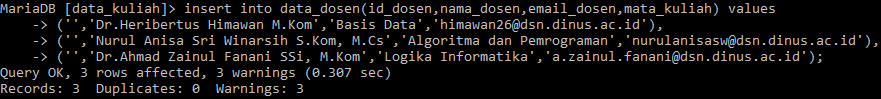 MariaDB [data_kuliah]> insert into data_dosen(id_dosen,nama_dosen,email_dosen,mata_kuliah) values
-> ('','Dr.Heribertus Himawan M.Kom','Basis Data','himawan26@dsn.dinus.ac.id'),
-> ('','Nurul Anisa Sri Winarsih S.Kom, M.Cs','Algoritma dan Pemrograman','nurulanisasw@dsn.dinus.ac.id'),
-> ('','Dr.Ahmad Zainul Fanani SSi, M.Kom','Logika Informatika','a.zainul.fanani@dsn.dinus.ac.id');
Query OK, 3 rows affected, 3 warnings (0.307 sec)
Records: 3  Duplicates: 0  Warnings: 3